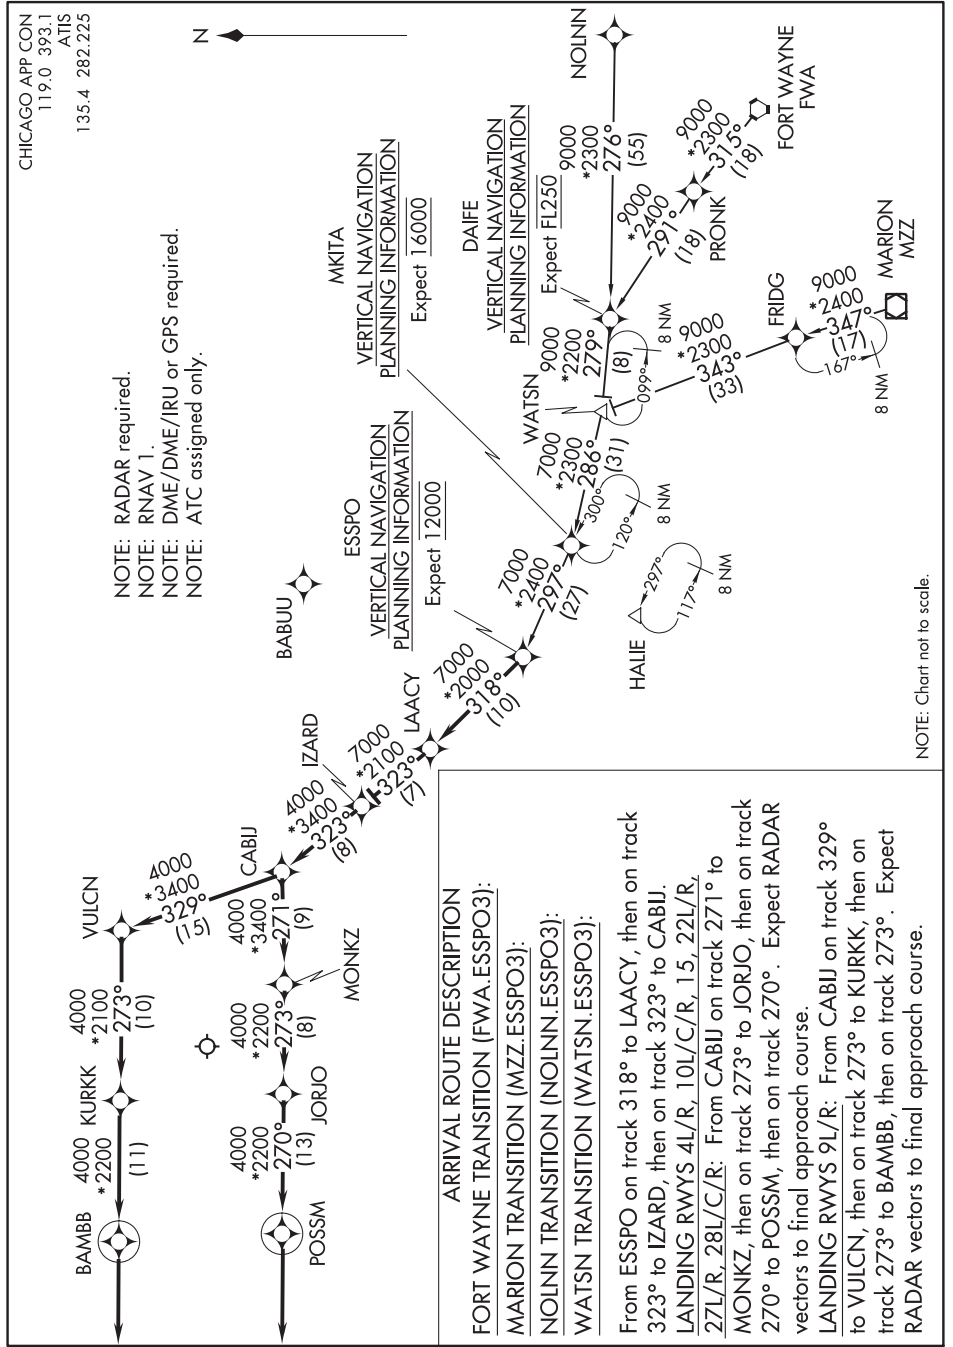 CHICAGO APP CON
119.0 393.1
ATIS
135.4 282.225
N
NOTE: RADAR required.
NOTE: RNAV 1.
NOTE: DME/DME/IRU or GPS required.
NOTE: ATC assigned only.
BAMBB
4000
*2200
(11)
KURKK
4000
*2100
273°
(10)
VULCN
4000
*3400
329°
(15)
POSSM
4000
*2200
270°
(13)
JORJO
4000
*2200
273°
(8)
MONKZ
4000
*3400
271°
(9)
CABIJ
4000
*3400
323°
(8)
IZARD
7000
*2100
323°
(7)
LAACY
7000
*2000
318°
(10)
BABUU
ESSPO
VERTICAL NAVIGATION
PLANNING INFORMATION
Expect 12000
7000
*2400
297°
(27)
MKITA
VERTICAL NAVIGATION
PLANNING INFORMATION
Expect 16000
300°
120°
8 NM
HALIE
297°
117°
8 NM
7000
*2300
286°
(31)
WATSN
9000
*2200
279°
(8)
099°
8 NM
DAIFE
VERTICAL NAVIGATION
PLANNING INFORMATION
Expect FL250
9000
*2300
276°
(55)
NOLNN
9000
*2400
291°
(18)
PRONK
9000
*2300
315°
(18)
FORT WAYNE
FWA
9000
*2300
343°
(33)
FRIDG
9000
*2400
347°
(17)
167°
8 NM
MARION
MZZ
NOTE: Chart not to scale.
ARRIVAL ROUTE DESCRIPTION
FORT WAYNE TRANSITION (FWA.ESSPO3):
MARION TRANSITION (MZZ.ESSPO3):
NOLNN TRANSITION (NOLNN.ESSPO3):
WATSN TRANSITION (WATSN.ESSPO3):
From ESSPO on track 318° to LAACY, then on track
323° to IZARD, then on track 323° to CABIJ.
LANDING RWYS 4L/R, 10L/C/R, 15, 22L/R,
27L/R, 28L/C/R: From CABIJ on track 271° to
MONKZ, then on track 273° to JORJO, then on track
270° to POSSM, then on track 270°. Expect RADAR
vectors to final approach course.
LANDING RWYS 9L/R: From CABIJ on track 329°
to VULCN, then on track 273° to KURKK, then on
track 273° to BAMBB, then on track 273°. Expect
RADAR vectors to final approach course.